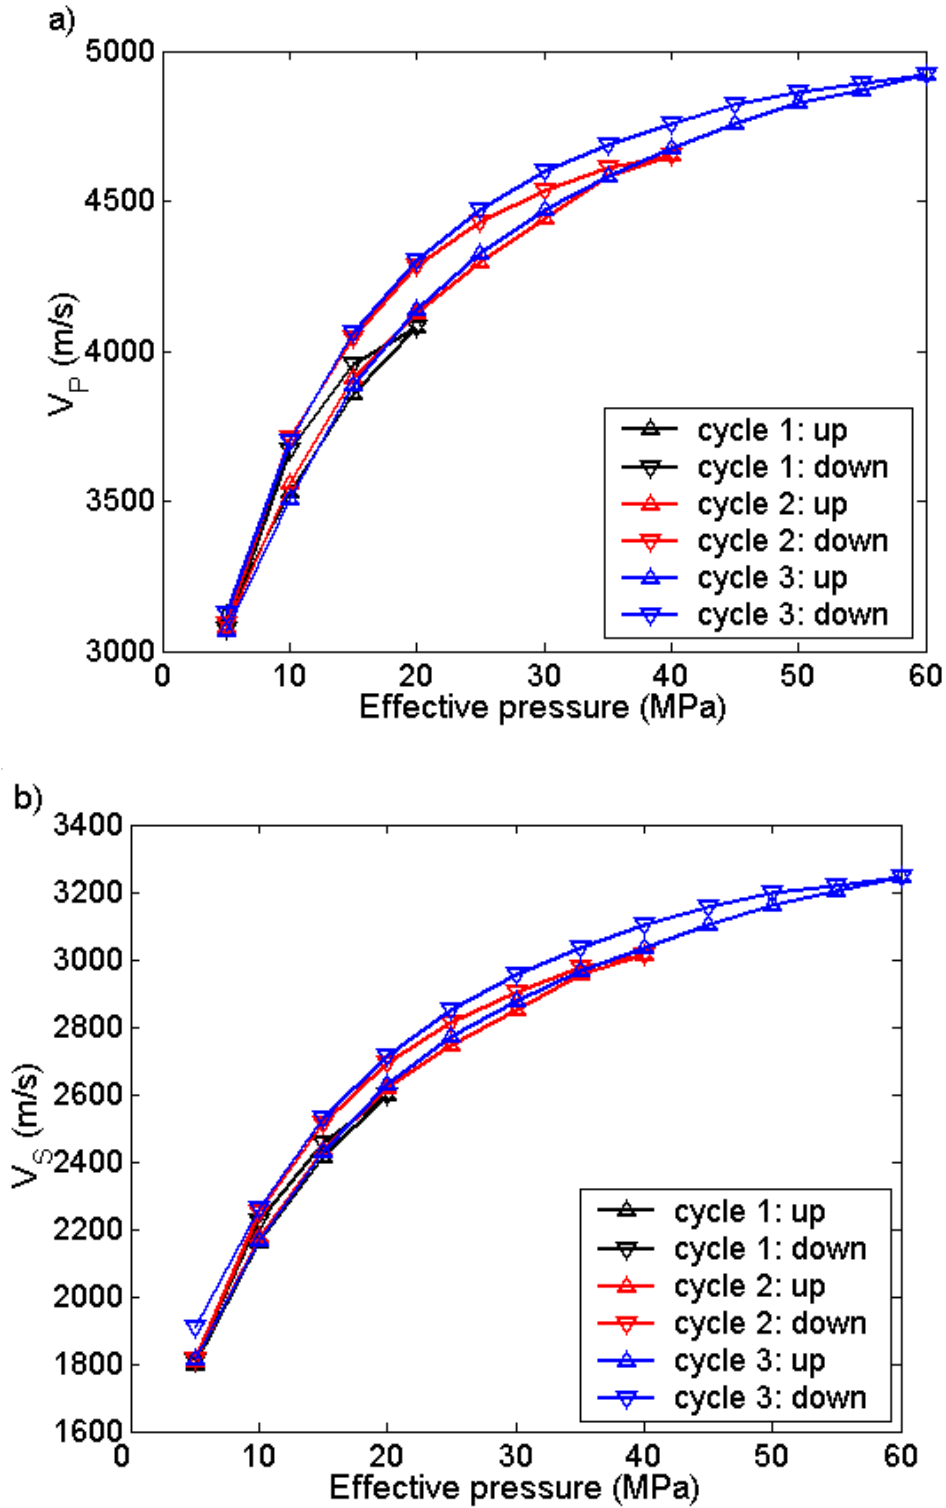 a)
5000
4500
4000
3500
3000
V_P (m/s)
cycle 1: up
cycle 1: down
cycle 2: up
cycle 2: down
cycle 3: up
cycle 3: down
0 10 20 30 40 50 60
Effective pressure (MPa)
b)
3400
3200
3000
2800
2600
2400
2200
2000
1800
1600
V_S (m/s)
cycle 1: up
cycle 1: down
cycle 2: up
cycle 2: down
cycle 3: up
cycle 3: down
0 10 20 30 40 50 60
Effective pressure (MPa)